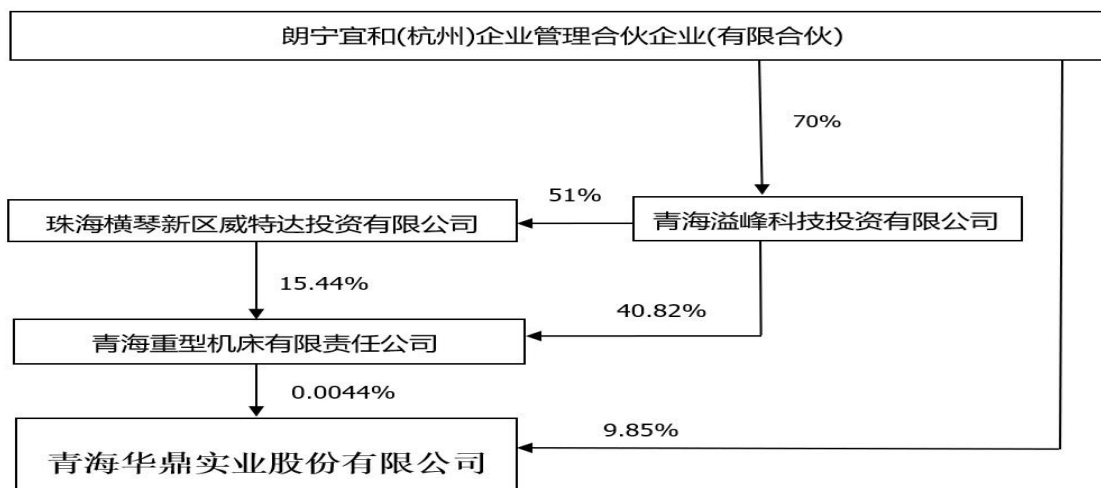 朗宁宜和(杭州)企业管理合伙企业(有限合伙)
70%
51%
珠海横琴新区威特达投资有限公司
青海溢峰科技投资有限公司
15.44%
40.82%
青海重型机床有限责任公司
0.0044%
9.85%
青海华鼎实业股份有限公司